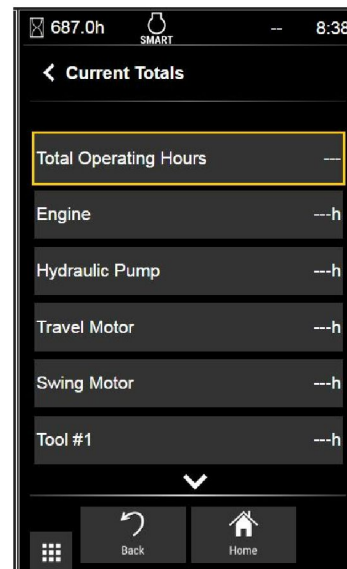 687.0h SMART -- 8:38
Current Totals
Total Operating Hours ---
Engine ---h
Hydraulic Pump ---h
Travel Motor ---h
Swing Motor ---h
Tool #1 ---h
Back Home